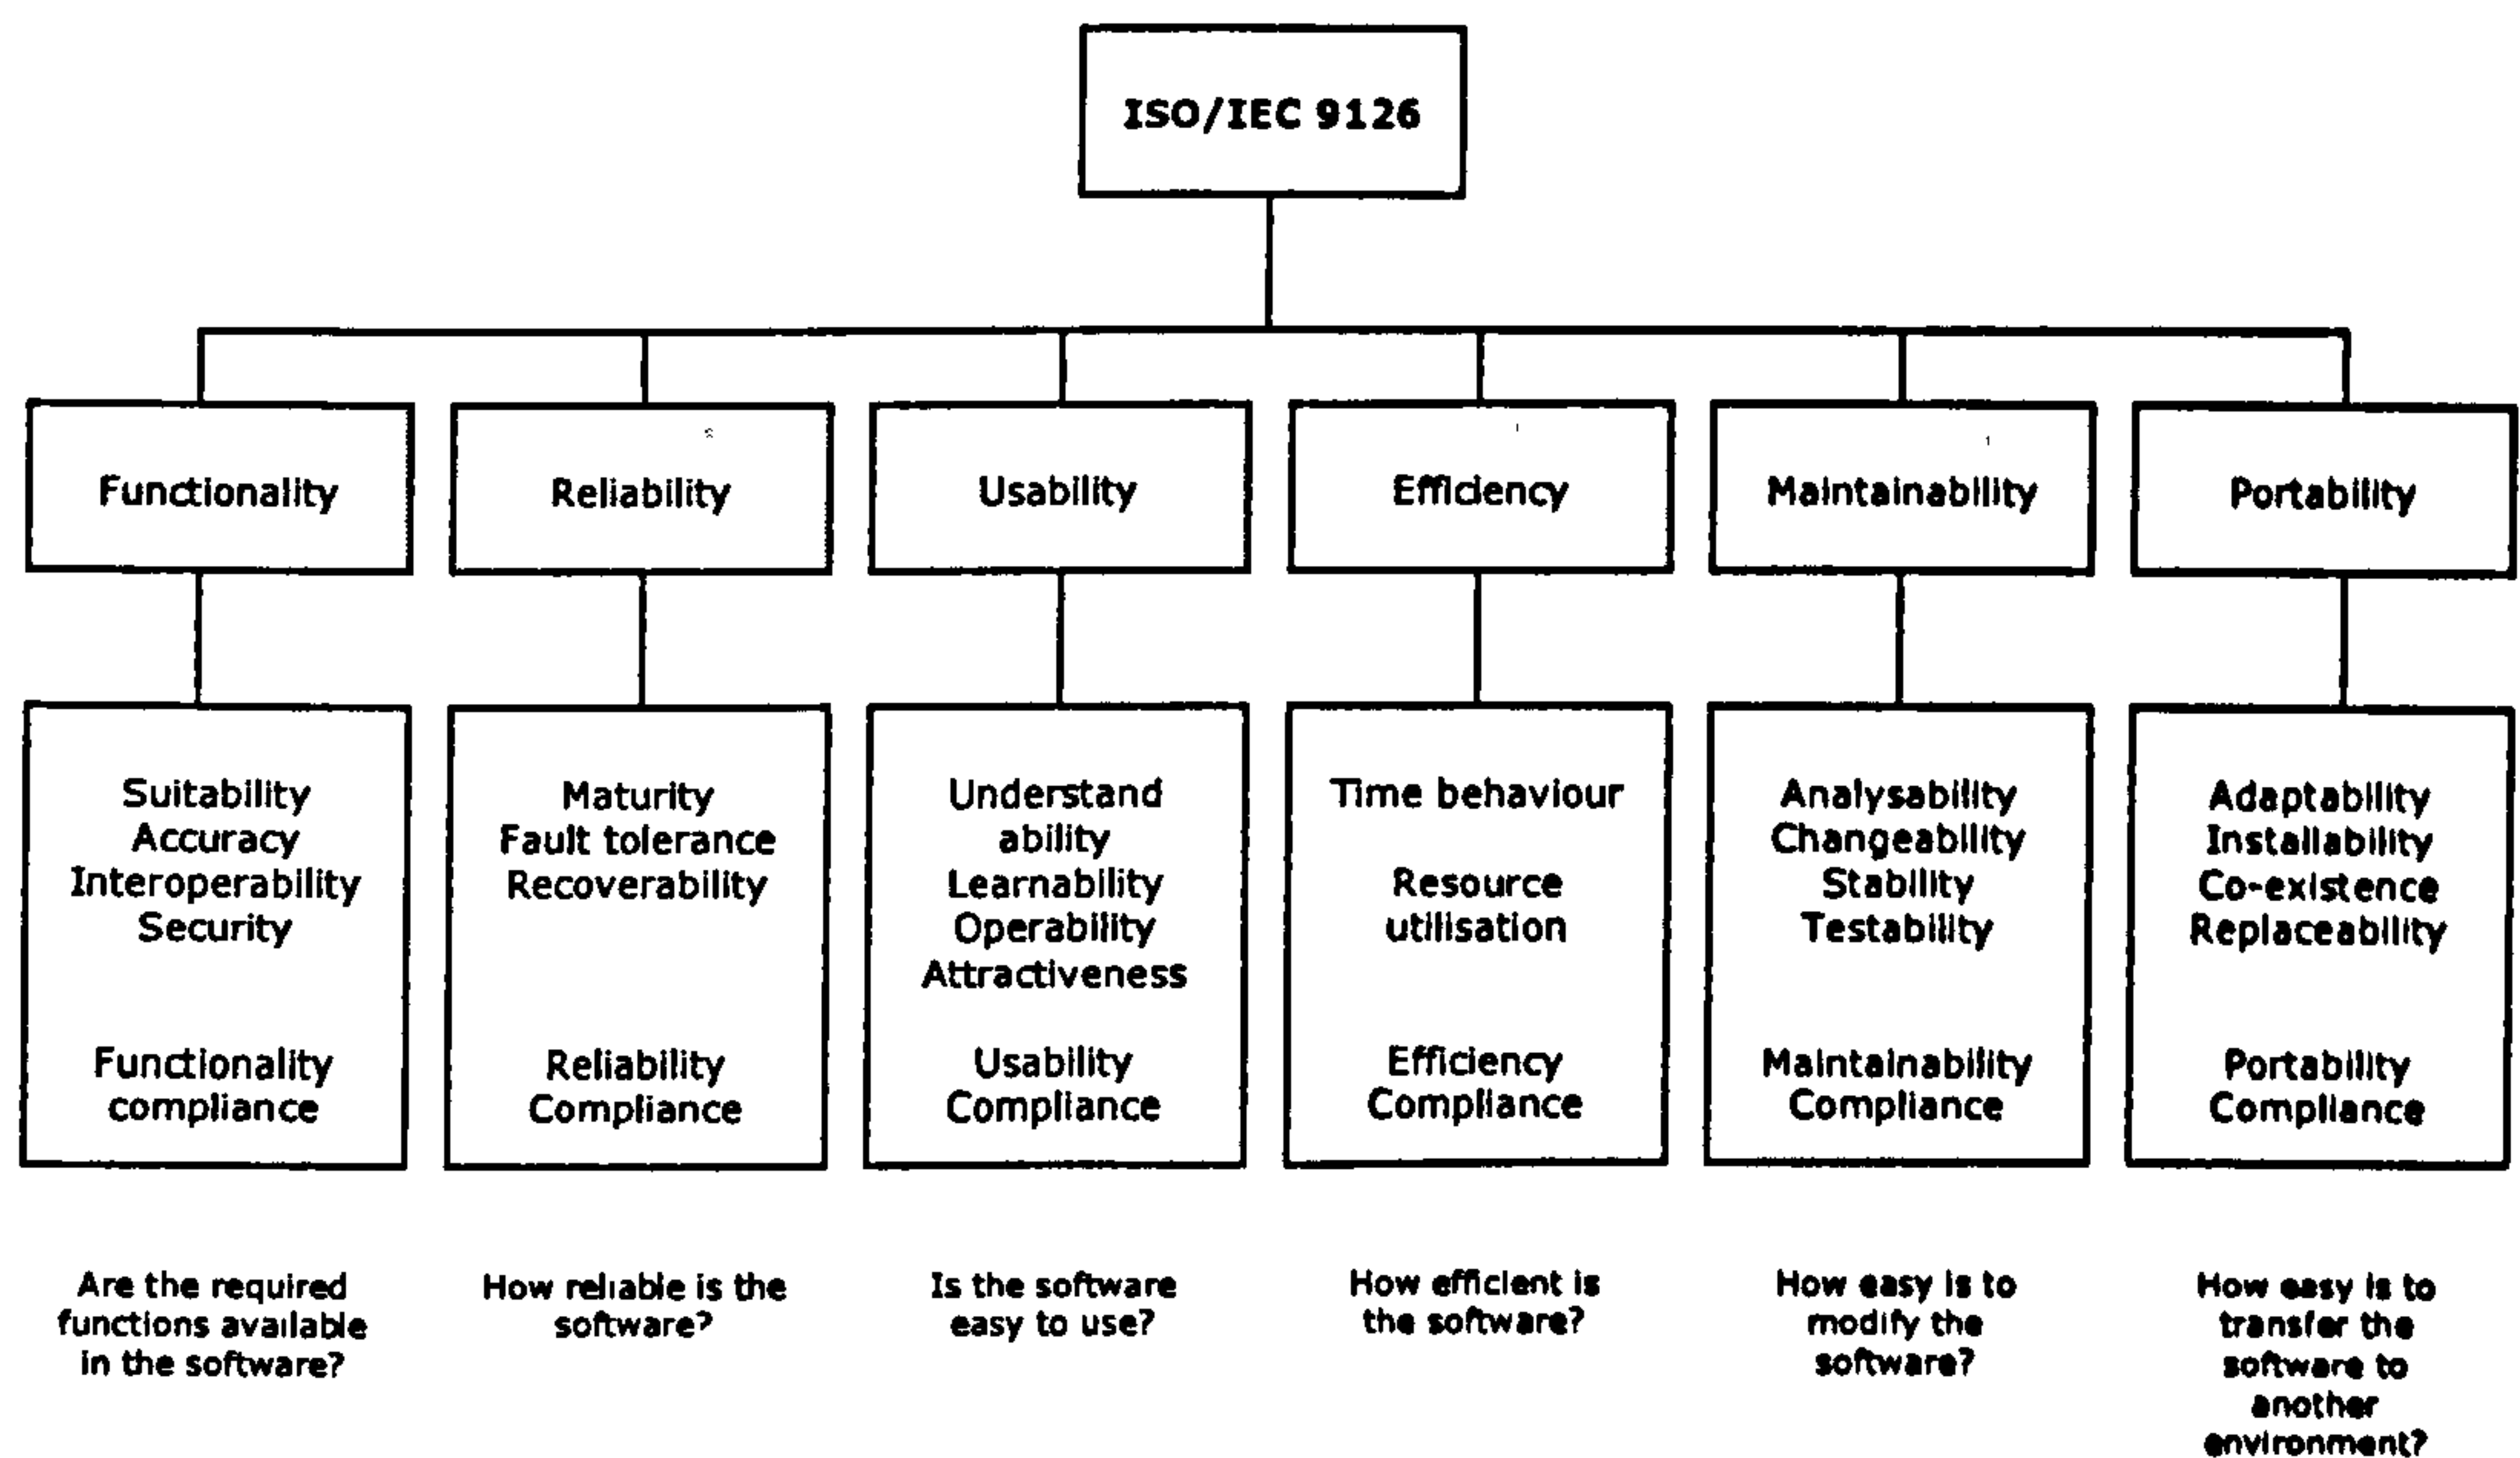 ISO/IEC 9126
Functionality
Reliability
Usability
Efficiency
Maintainability
Portability
Suitability
Accuracy
Interoperability
Security
Functionality
compliance
Maturity
Fault tolerance
Recoverability
Reliability
Compliance
Understand
ability
Learnability
Operability
Attractiveness
Usability
Compliance
Time behaviour
Resource
utilisation
Efficiency
Compliance
Analysability
Changeability
Stability
Testability
Maintainability
Compliance
Adaptability
Installability
Co-existence
Replaceability
Portability
Compliance
Are the required
functions available
in the software?
How reliable is the
software?
Is the software
easy to use?
How efficient is
the software?
How easy is to
modify the
software?
How easy is to
transfer the
software to
another
environment?